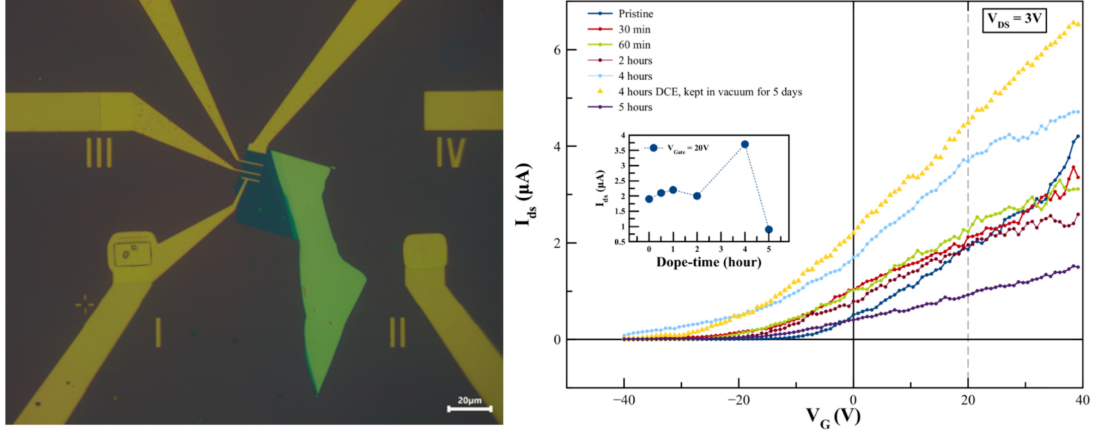 III
IV
I
II
20μm
Pristine
30 min
60 min
2 hours
4 hours
4 hours DCE, kept in vacuum for 5 days
5 hours
V_DS = 3V
I_ds (μA)
6
4
2
0
−40
−20
0
20
40
V_G (V)
V_Gate = 20V
I_ds (μA)
4
3.5
3
2.5
2
1.5
1
0.5
0
1
2
3
4
5
Dope-time (hour)